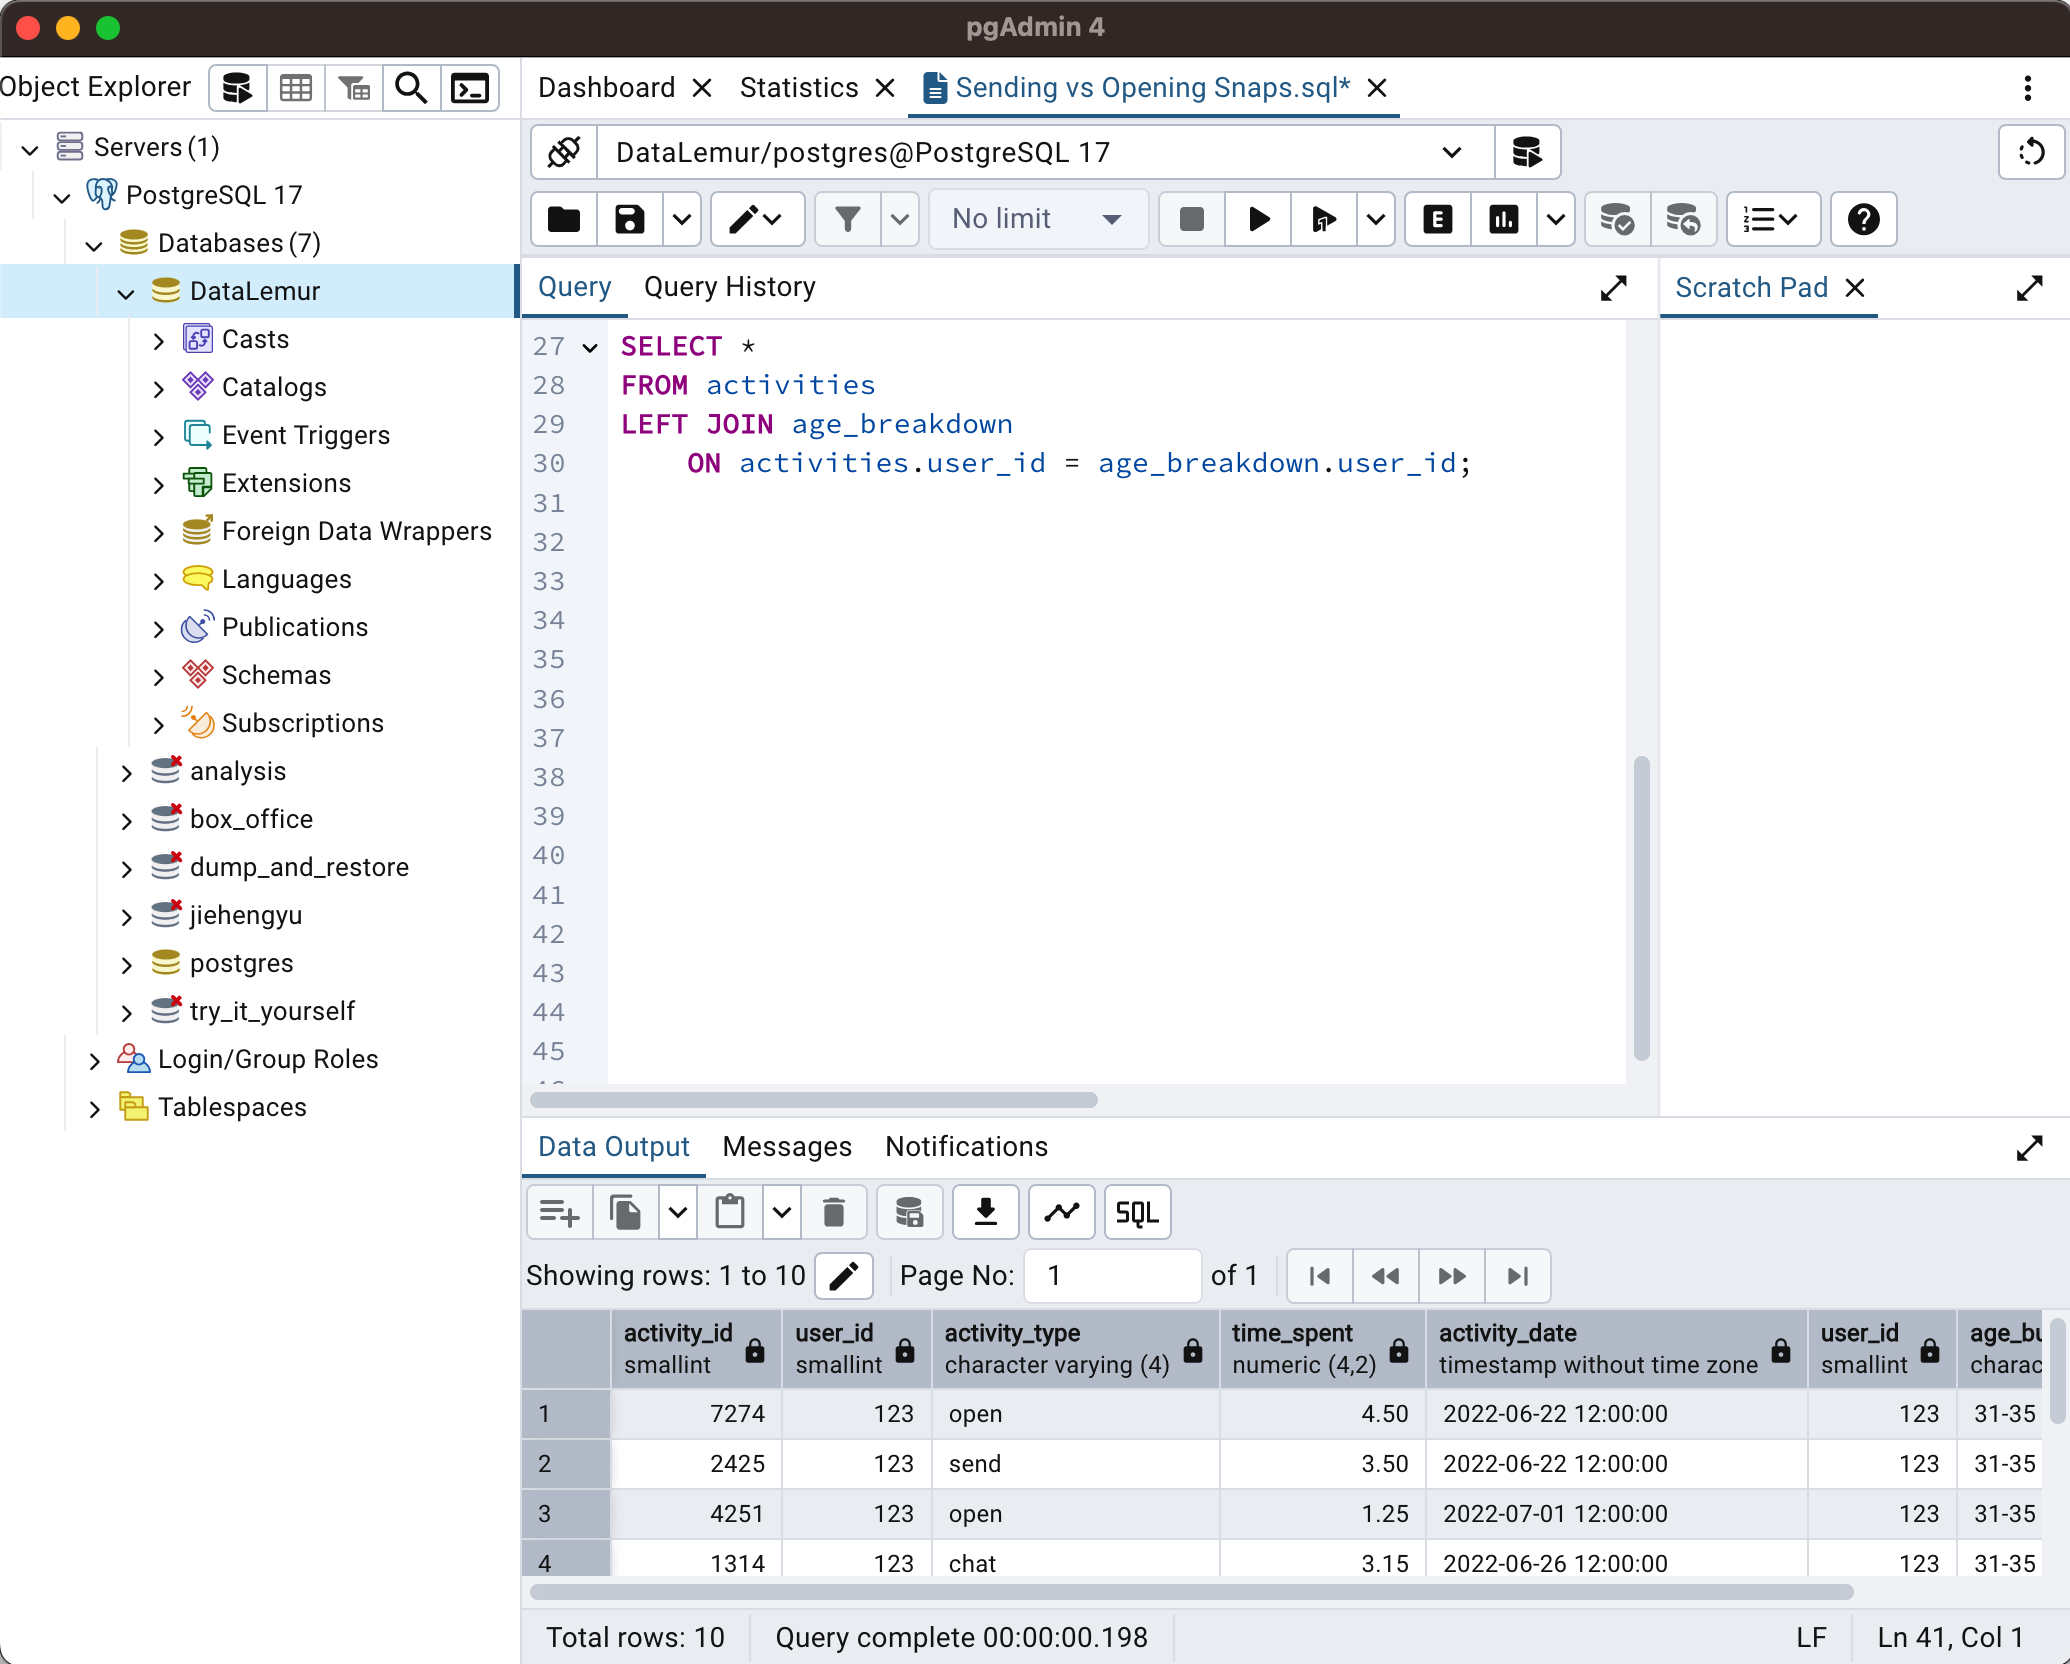 pgAdmin 4
Object Explorer
Dashboard
Statistics
Sending vs Opening Snaps.sql*
Servers (1)
PostgreSQL 17
Databases (7)
DataLemur
Casts
Catalogs
Event Triggers
Extensions
Foreign Data Wrappers
Languages
Publications
Schemas
Subscriptions
analysis
box_office
dump_and_restore
jiehengyu
postgres
try_it_yourself
Login/Group Roles
Tablespaces
DataLemur/postgres@PostgreSQL 17
No limit
E
Query Query History
Scratch Pad
27 SELECT *
28 FROM activities
29 LEFT JOIN age_breakdown
30 ON activities.user_id = age_breakdown.user_id;
31
32
33
34
35
36
37
38
39
40
41
42
43
44
45
Data Output Messages Notifications
SQL
Showing rows: 1 to 10 Page No: 1 of 1
activity_id user_id activity_type time_spent activity_date user_id age_bu
smallint smallint character varying (4) numeric (4,2) timestamp without time zone smallint charac
1 7274 123 open 4.50 2022-06-22 12:00:00 123 31-35
2 2425 123 send 3.50 2022-06-22 12:00:00 123 31-35
3 4251 123 open 1.25 2022-07-01 12:00:00 123 31-35
4 1314 123 chat 3.15 2022-06-26 12:00:00 123 31-35
Total rows: 10 Query complete 00:00:00.198 LF Ln 41, Col 1